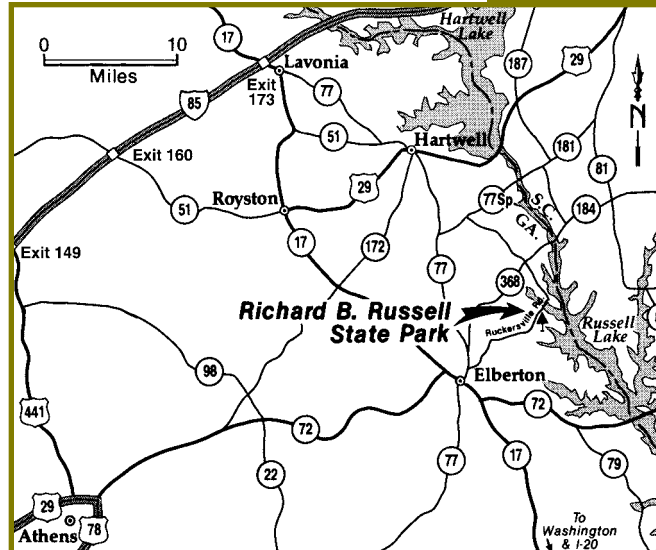 0 10
Miles
17
Lavonia
Hartwell
Lake
187
29
N
85
Exit
173
77
51
Hartwell
181
81
Exit 160
51
Royston
29
77Sp.
S.C.
GA.
184
Exit 149
17
172
77
368
Richard B. Russell
State Park
Ruckersville Rd.
Russell
Lake
98
Elberton
441
72
72
22
77
17
79
29
78
Athens
To
Washington
& I-20